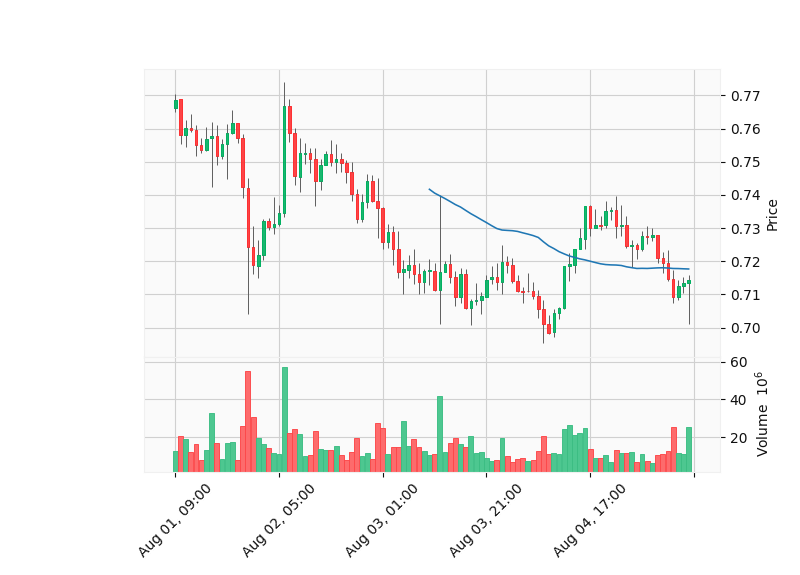 0.77
0.76
0.75
0.74
0.73
0.72
0.71
0.70
Price
60
40
20
Volume 10⁶
Aug 01, 09:00
Aug 02, 05:00
Aug 03, 01:00
Aug 03, 21:00
Aug 04, 17:00